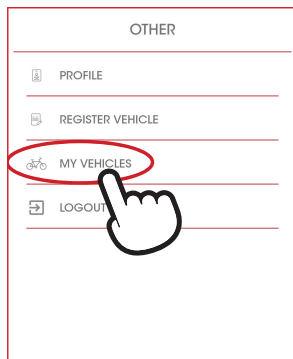 OTHER
PROFILE
REGISTER VEHICLE
MY VEHICLES
LOGOUT